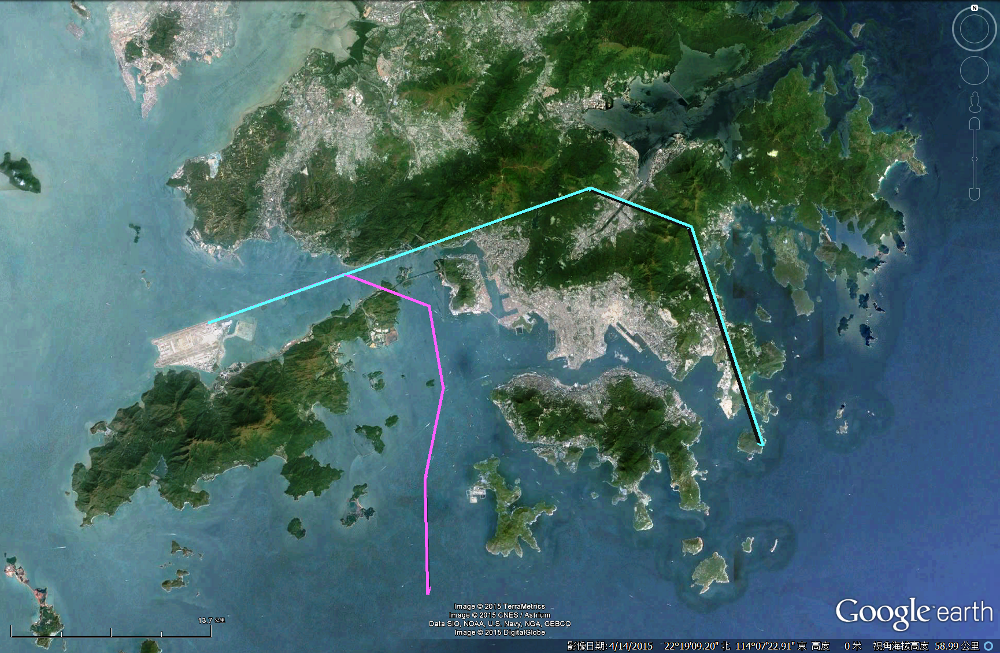 N
13.7 公里
Image © 2015 TerraMetrics
Image © 2015 CNES / Astrium
Data SIO, NOAA, U.S. Navy, NGA, GEBCO
Image © 2015 DigitalGlobe
Google earth
影像日期: 4/14/2015 22°19'09.20" 北 114°07'22.91" 東 高度 0 米 視角海拔高度 58.99 公里